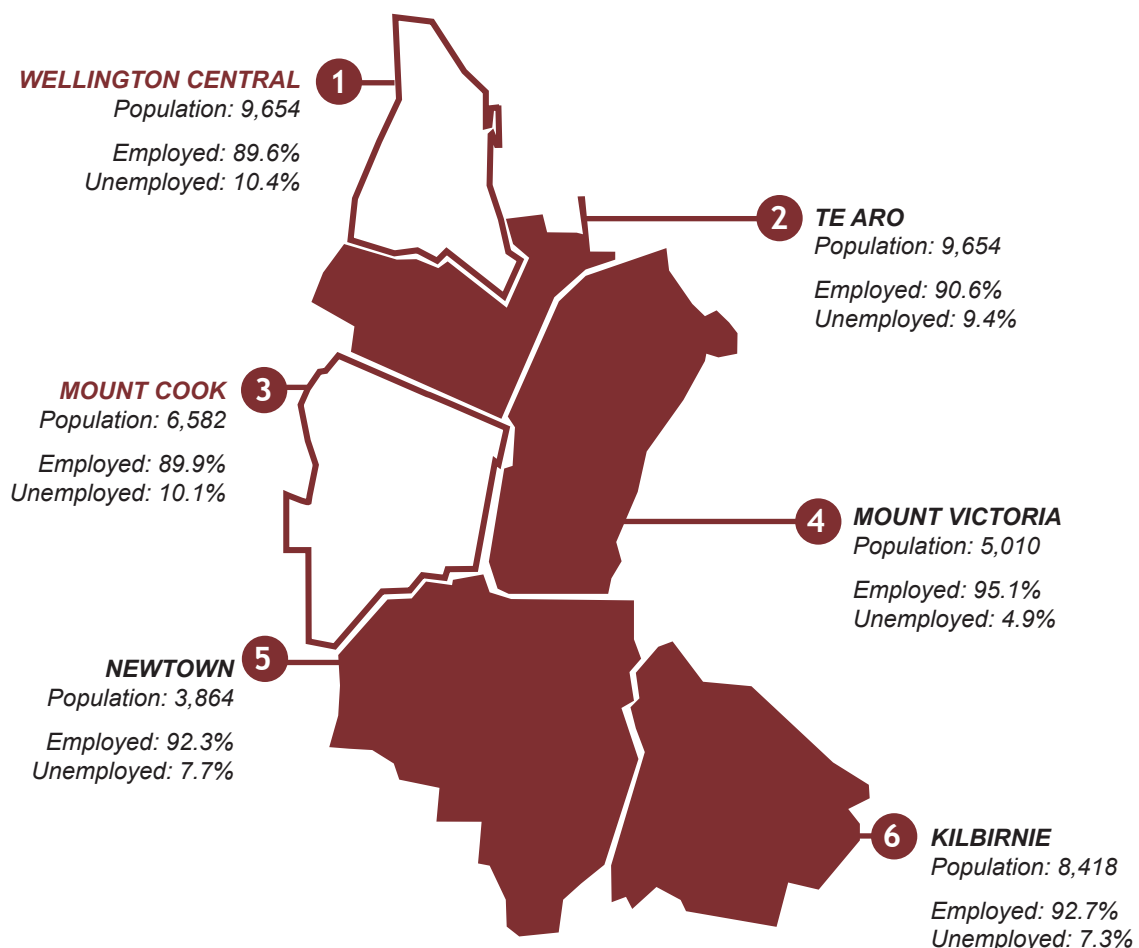 1
WELLINGTON CENTRAL
Population: 9,654
Employed: 89.6%
Unemployed: 10.4%
2
TE ARO
Population: 9,654
Employed: 90.6%
Unemployed: 9.4%
3
MOUNT COOK
Population: 6,582
Employed: 89.9%
Unemployed: 10.1%
4
MOUNT VICTORIA
Population: 5,010
Employed: 95.1%
Unemployed: 4.9%
5
NEWTOWN
Population: 3,864
Employed: 92.3%
Unemployed: 7.7%
6
KILBIRNIE
Population: 8,418
Employed: 92.7%
Unemployed: 7.3%